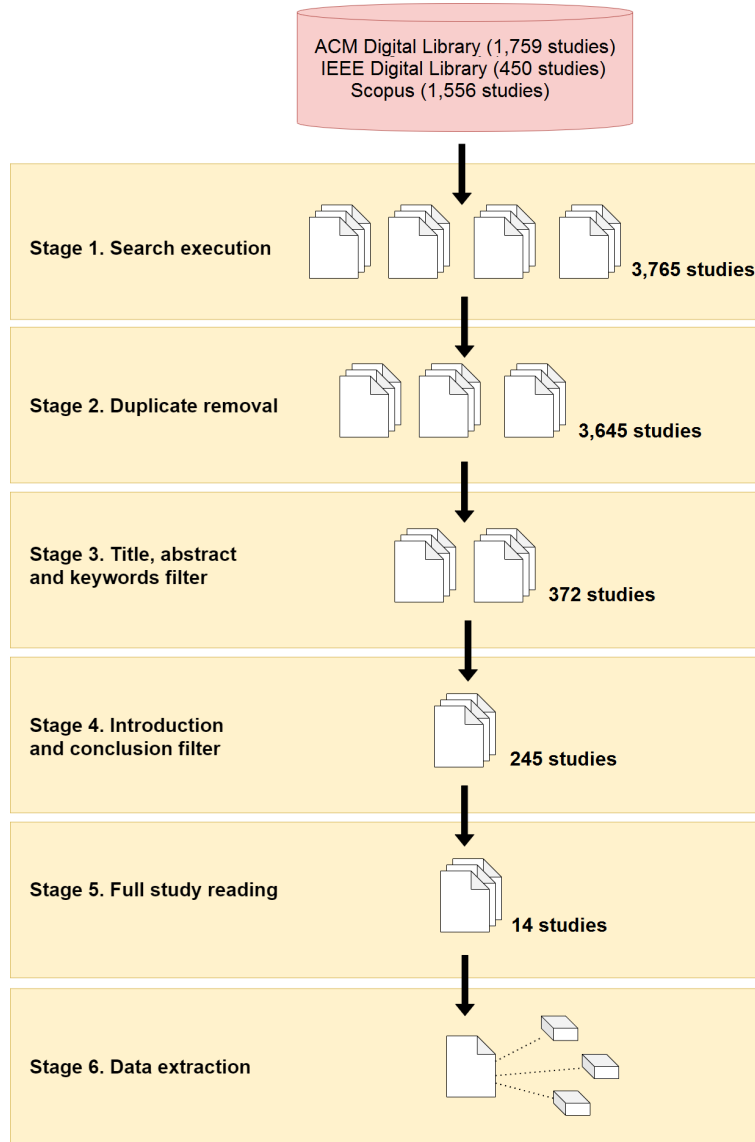 ACM Digital Library (1,759 studies)
IEEE Digital Library (450 studies)
Scopus (1,556 studies)
Stage 1. Search execution
3,765 studies
Stage 2. Duplicate removal
3,645 studies
Stage 3. Title, abstract
and keywords filter
372 studies
Stage 4. Introduction
and conclusion filter
245 studies
Stage 5. Full study reading
14 studies
Stage 6. Data extraction